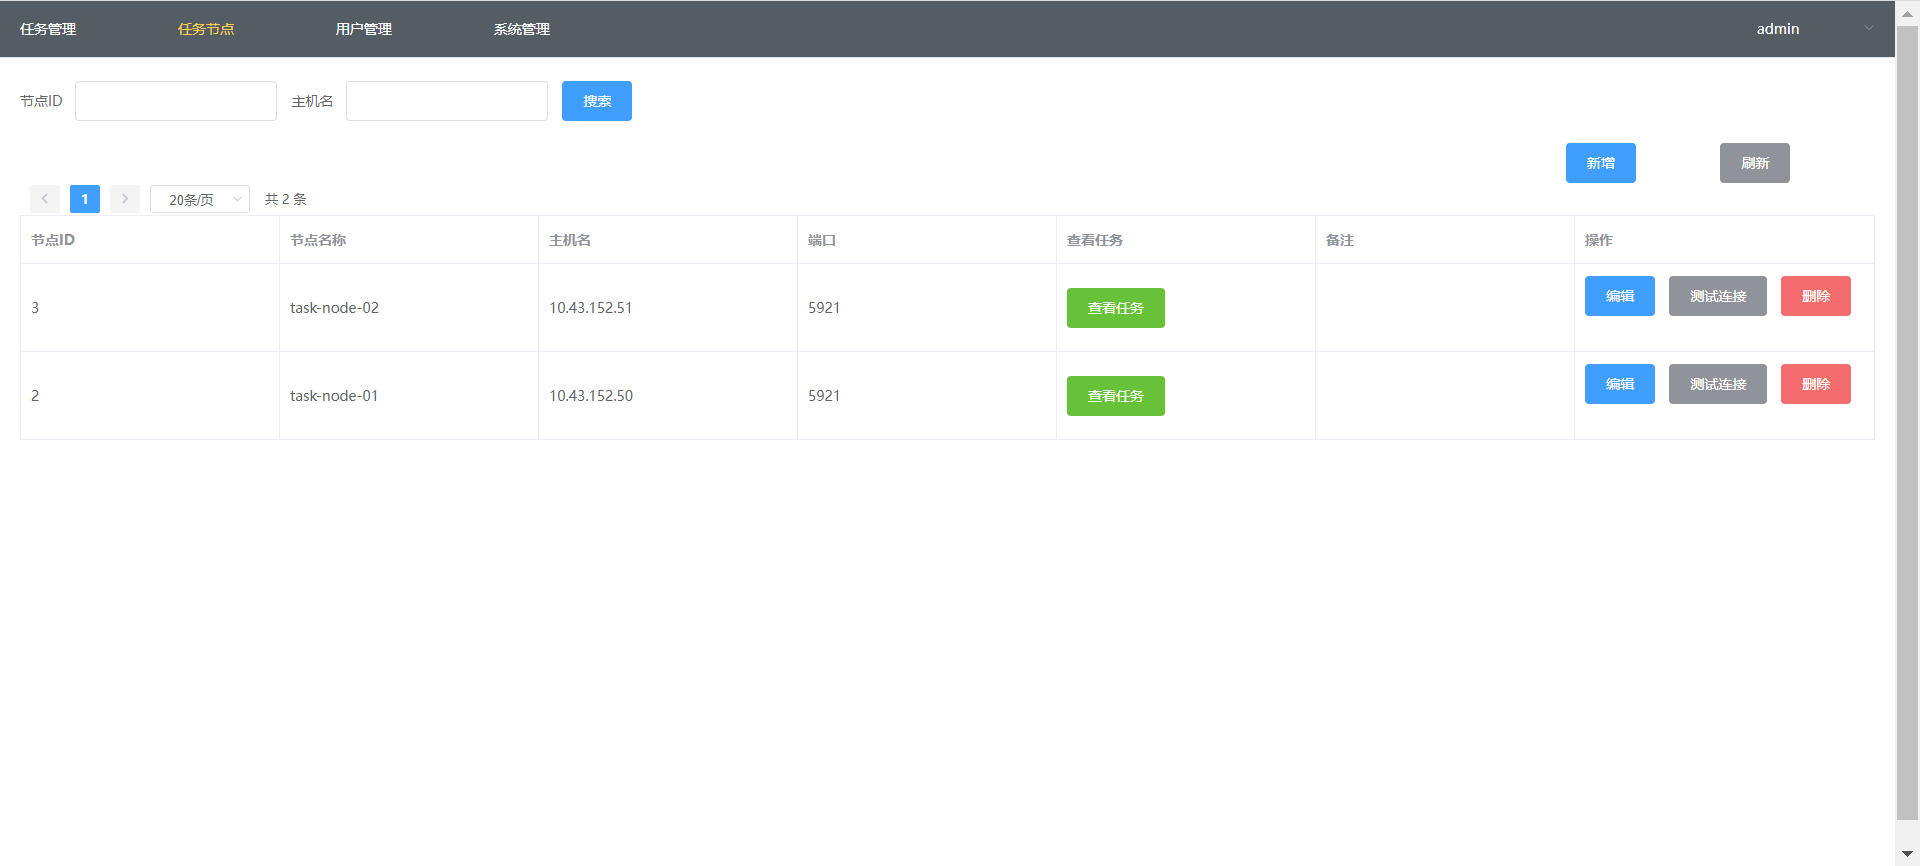 任务管理 任务节点 用户管理 系统管理 admin
节点ID 主机名 搜索
新增 刷新
1 20条/页 共 2 条
节点ID 节点名称 主机名 端口 查看任务 备注 操作
3 task-node-02 10.43.152.51 5921 查看任务 编辑 测试连接 删除
2 task-node-01 10.43.152.50 5921 查看任务 编辑 测试连接 删除